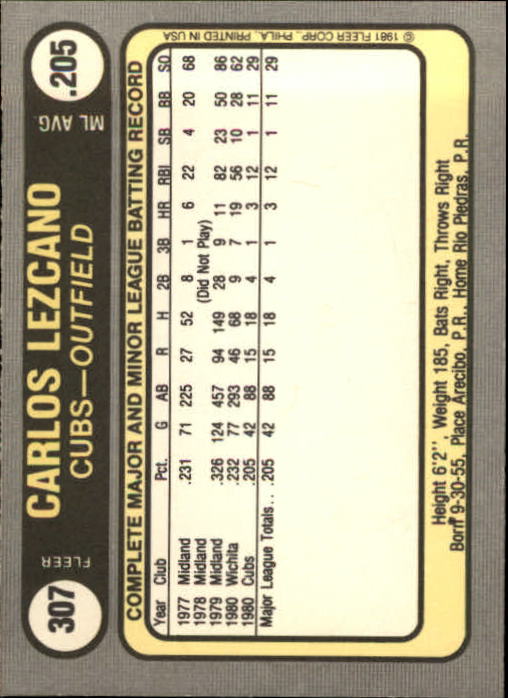 307
FLEER
CARLOS LEZCANO
CUBS—OUTFIELD
ML AVG.
.205
COMPLETE MAJOR AND MINOR LEAGUE BATTING RECORD
Year Club Pct. G AB R H 2B 3B HR RBI SB BB SO
1977 Midland .231 71 225 27 52 8 1 6 22 4 20 68
1978 Midland (Did Not Play)
1979 Midland .326 124 457 94 149 28 9 11 82 23 50 86
1980 Wichita .232 77 293 46 68 9 7 19 56 10 28 62
1980 Cubs .205 42 88 15 18 4 1 3 12 1 11 29
Major League Totals... .205 42 88 15 18 4 1 3 12 1 11 29
Height 6'2", Weight 185, Bats Right, Throws Right
Born 9-30-55, Place Arecibo, P.R., Home Rio Piedras, P.R.
© 1981 FLEER CORP., PHILA., PRINTED IN USA